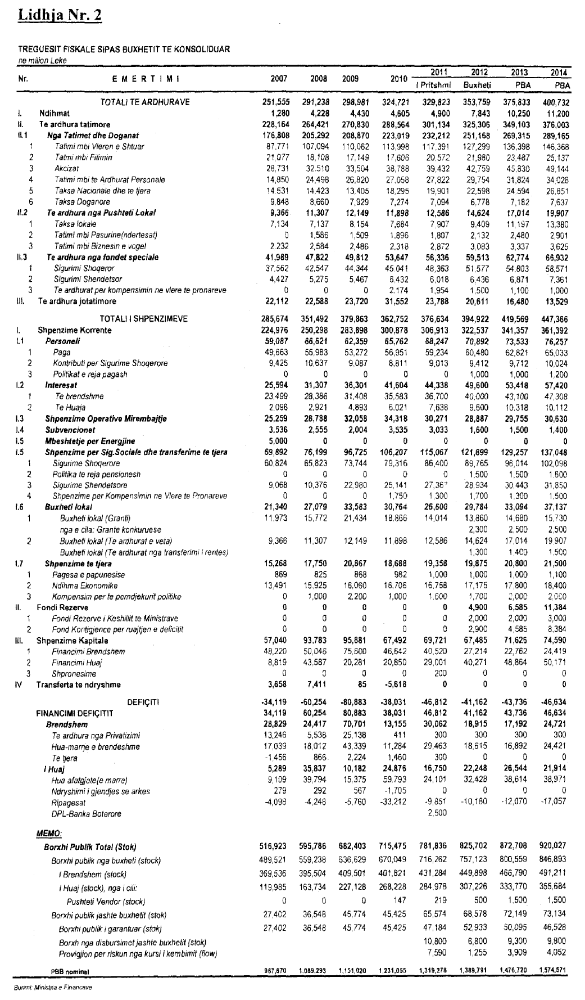 Lidhja Nr. 2
TREGUESIT FISKALE SIPAS BUXHETIT TE KONSOLIDUAR
ne milion Leke
Nr. E M E R T I M I 2007 2008 2009 2010 2011 2012 2013 2014
I Pritshmi Buxheti PBA PBA
TOTALI TE ARDHURAVE 251,555 291,238 298,981 324,721 329,823 353,759 375,833 400,732
I. Ndihmat 1,280 4,228 4,430 4,605 4,900 7,843 10,250 11,200
II. Te ardhura tatimore 228,164 264,421 270,830 288,564 301,134 325,306 349,103 376,003
II.1 Nga Tatimet dhe Doganat 176,808 205,292 208,870 223,019 232,212 251,168 269,315 289,165
1 Tatimi mbi Vleren e Shtuar 87,771 107,094 110,062 113,998 117,391 127,299 136,398 146,368
2 Tatmi mbi Fitimin 21,077 18,108 17,149 17,606 20,572 21,980 23,487 25,137
3 Akcizat 28,731 32,510 33,504 38,788 39,432 42,759 45,830 49,144
4 Tatimi mbi te Ardhurat Personale 14,850 24,498 26,820 27,058 27,822 29,754 31,824 34,028
5 Taksa Nacionale dhe te tjera 14,531 14,423 13,405 18,295 19,901 22,598 24,594 26,851
6 Taksa Doganore 9,848 8,660 7,929 7,274 7,094 6,778 7,182 7,637
II.2 Te ardhura nga Pushteti Lokal 9,366 11,307 12,149 11,898 12,586 14,624 17,014 19,907
1 Taksa lokale 7,134 7,137 8,154 7,684 7,907 9,409 11,197 13,380
2 Tatimi mbi Pasurine(ndertesat) 0 1,586 1,509 1,896 1,807 2,132 2,480 2,901
3 Tatimi mbi Biznesin e vogel 2,232 2,584 2,486 2,318 2,872 3,083 3,337 3,625
II.3 Te ardhura nga fondet speciale 41,989 47,822 49,812 53,647 56,336 59,513 62,774 66,932
1 Sigurimi Shoqeror 37,562 42,547 44,344 45,041 48,363 51,577 54,803 58,571
2 Sigurimi Shendetsor 4,427 5,275 5,467 6,432 6,018 6,436 6,871 7,361
3 Te ardhurat per kompensimin ne vlere te pronareve 0 0 0 2,174 1,954 1,500 1,100 1,000
III. Te ardhura jotatimore 22,112 22,588 23,720 31,552 23,788 20,611 16,480 13,529
TOTALI I SHPENZIMEVE 285,674 351,492 379,863 362,752 376,634 394,922 419,569 447,366
I. Shpenzime Korrente 224,976 250,298 283,898 300,878 306,913 322,537 341,357 361,392
I.1 Personeli 59,087 66,621 62,359 65,762 68,247 70,892 73,533 76,257
1 Paga 49,663 55,983 53,272 56,951 59,234 60,480 62,821 65,033
2 Kontributi per Sigurime Shoqerore 9,425 10,637 9,087 8,811 9,013 9,412 9,712 10,024
3 Politikat e reja pagash 0 0 0 0 0 1,000 1,000 1,200
I.2 Interesat 25,594 31,307 36,301 41,604 44,338 49,600 53,418 57,420
1 Te brendshme 23,499 28,386 31,408 35,583 36,700 40,000 43,100 47,308
2 Te Huaja 2,096 2,921 4,893 6,021 7,638 9,600 10,318 10,112
I.3 Shpenzime Operative Mirembajtje 25,259 28,788 32,058 34,318 30,271 28,887 29,755 30,630
I.4 Subvencionet 3,536 2,555 2,004 3,535 3,033 1,600 1,500 1,400
I.5 Mbeshtetje per Energjine 5,000 0 0 0 0 0 0 0
I.5 Shpenzime per Sig.Sociale dhe transferime te tjera 69,892 76,199 96,725 106,207 115,067 121,899 129,257 137,048
1 Sigurime Shoqerore 60,824 65,823 73,744 79,316 86,400 89,765 96,014 102,098
2 Politika te reja pensionesh 0 0 0 0 0 1,500 1,500 1,600
3 Sigurime Shendetsore 9,068 10,376 22,980 25,141 27,367 28,934 30,443 31,850
4 Shpenzime per Kompensimin ne Vlere te Pronareve 0 0 0 1,750 1,300 1,700 1,300 1,500
I.6 Buxheti lokal 21,340 27,079 33,583 30,764 26,600 29,784 33,094 37,137
1 Buxheti lokal (Granti) 11,973 15,772 21,434 18,866 14,014 13,860 14,680 15,730
nga e cila: Grante konkuruese 2,300 2,500 2,500
2 Buxheti lokal (Te ardhurat e veta) 9,366 11,307 12,149 11,898 12,586 14,624 17,014 19,907
Buxheti lokal (Te ardhurat nga transferimi i rentes) 1,300 1,400 1,500
I.7 Shpenzime te tjera 15,268 17,750 20,867 18,688 19,358 19,875 20,800 21,500
1 Pagesa e papunesise 869 825 868 982 1,000 1,000 1,000 1,100
2 Ndihma Ekonomike 13,491 15,925 16,060 16,706 16,758 17,175 17,800 18,400
3 Kompensim per te perndjekurit politike 0 1,000 2,200 1,000 1,600 1,700 2,000 2,000
II. Fondi Rezerve 0 0 0 0 0 4,900 6,585 11,384
1 Fondi Rezerve i Keshillit te Ministrave 0 0 0 0 0 2,000 2,000 3,000
2 Fond Kontigjence per ruajtjen e deficitit 0 0 0 0 0 2,900 4,585 8,384
III. Shpenzime Kapitale 57,040 93,783 95,881 67,492 69,721 67,485 71,626 74,590
1 Financimi Brendshem 48,220 50,046 75,600 46,642 40,520 27,214 22,762 24,419
2 Financimi Huaj 8,819 43,587 20,281 20,850 29,001 40,271 48,864 50,171
3 Shpronesime 0 0 0 0 200 0 0 0
IV Transferta te ndryshme 3,658 7,411 85 -5,618 0 0 0 0
DEFIÇITI -34,119 -60,254 -80,883 -38,031 -46,812 -41,162 -43,736 -46,634
FINANCIMI DEFIÇITIT 34,119 60,254 80,883 38,031 46,812 41,162 43,736 46,634
Brendshem 28,829 24,417 70,701 13,155 30,062 18,915 17,192 24,721
Te ardhura nga Privatizimi 13,246 5,538 25,138 411 300 300 300 300
Hua-marrje e brendeshme 17,039 18,012 43,339 11,284 29,463 18,615 16,892 24,421
Te tjera -1,456 866 2,224 1,460 300 0 0 0
I Huaj 5,289 35,837 10,182 24,876 16,750 22,248 26,544 21,914
Hua afatgjate(e marre) 9,109 39,794 15,375 59,793 24,101 32,428 38,614 38,971
Ndryshimi i gjendjes se arkes 279 292 567 -1,705 0 0 0 0
Ripagesat -4,098 -4,248 -5,760 -33,212 -9,851 -10,180 -12,070 -17,057
DPL-Banka Boterore 2,500
MEMO:
Borxhi Publik Total (Stok) 516,923 595,786 682,403 715,475 781,836 825,702 872,708 920,027
Borxhi publik nga buxheti (stock) 489,521 559,238 636,629 670,049 716,262 757,123 800,559 846,893
I Brendshem (stock) 369,536 395,504 409,501 401,821 431,284 449,898 466,790 491,211
I Huaj (stock), nga i cili: 119,985 163,734 227,128 268,228 284,978 307,226 333,770 355,684
Pushteti Vendor (stock) 0 0 0 147 219 500 1,500 1,500
Borxhi publik jashte buxhetit (stok) 27,402 36,548 45,774 45,425 65,574 68,578 72,149 73,134
Borxhi publik i garantuar (stok) 27,402 36,548 45,774 45,425 47,184 52,933 50,095 46,528
Borxh nga disbursimet jashte buxhetit (stok) 10,800 6,800 9,300 9,800
Provigjion per riskun nga kursi i kembimit (flow) 7,590 1,255 3,909 4,052
PBB nominal 967,670 1,089,293 1,151,020 1,231,055 1,319,278 1,389,791 1,476,720 1,574,571
Burimi: Ministria e Financave